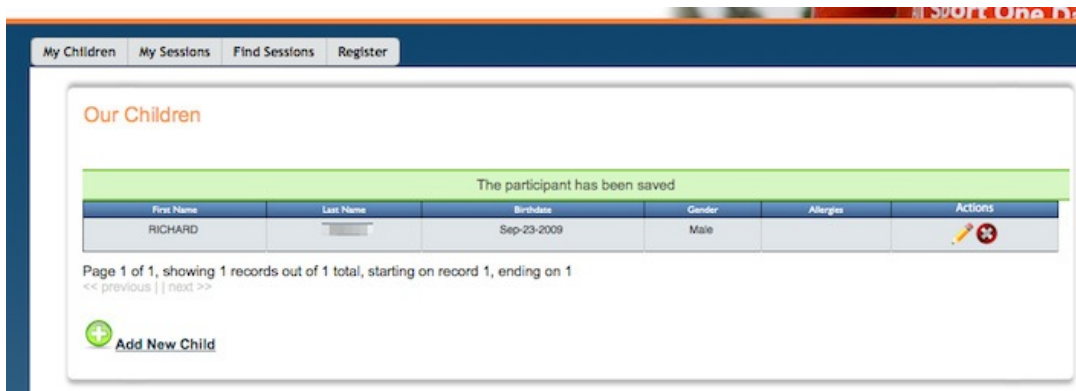 Sport One Da
My Children My Sessions Find Sessions Register
Our Children
The participant has been saved
First Name Last Name Birthdate Gender Allergies Actions
RICHARD Sep-23-2009 Male
Page 1 of 1, showing 1 records out of 1 total, starting on record 1, ending on 1
<< previous | | next >>
Add New Child